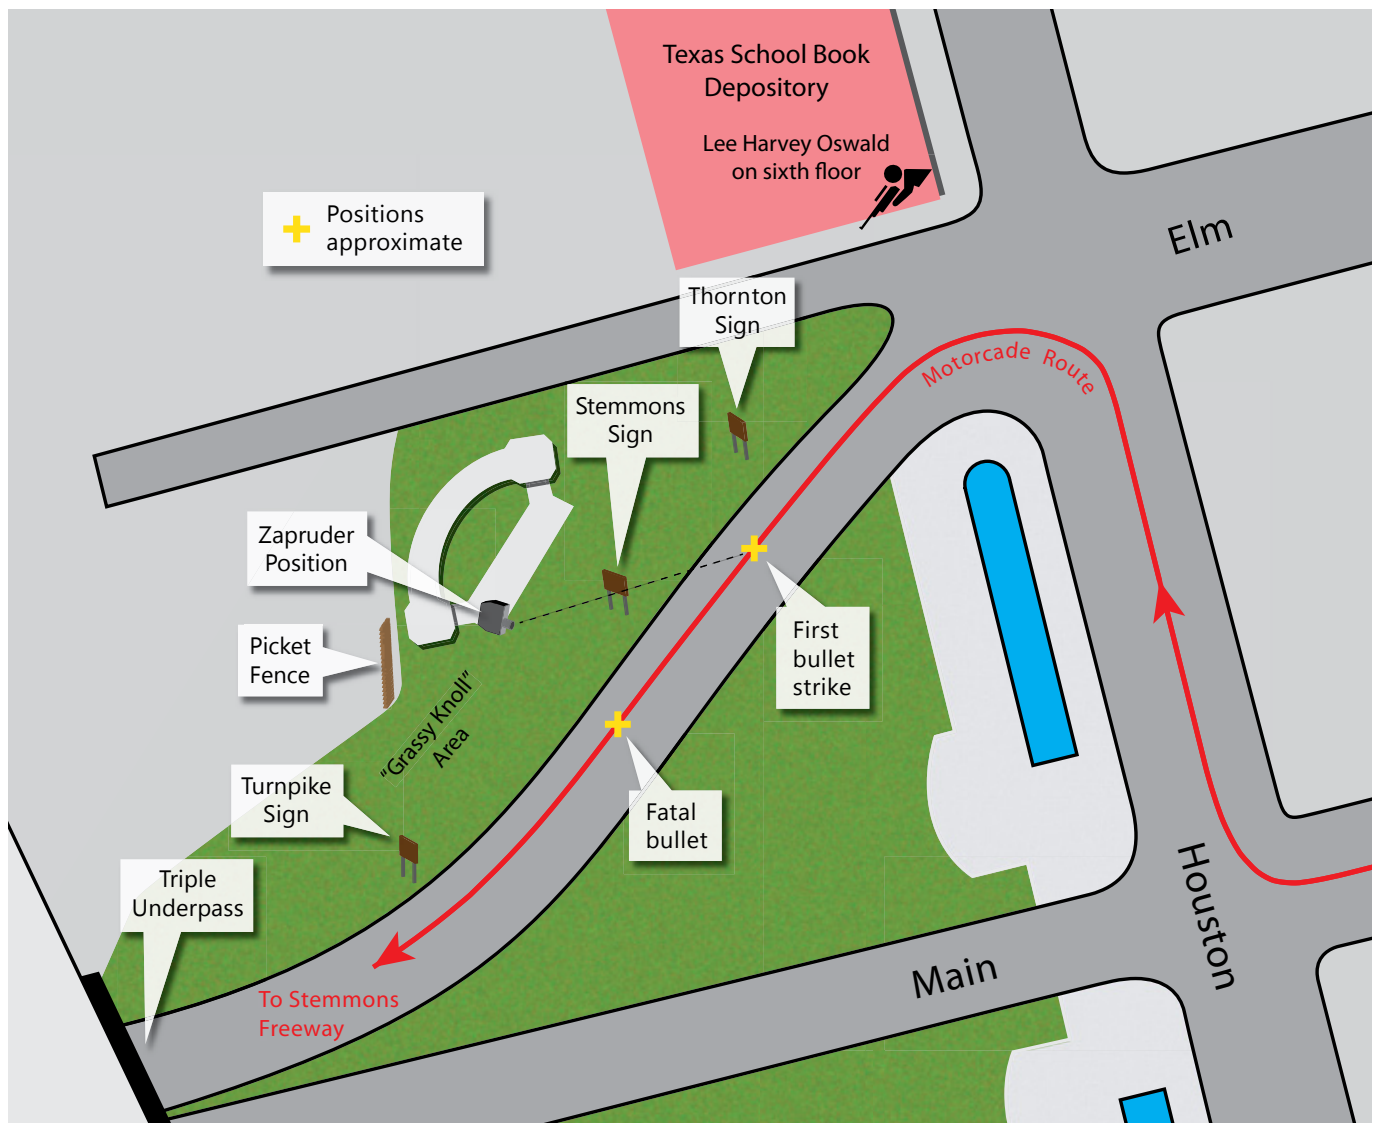 Texas School Book
Depository
Lee Harvey Oswald
on sixth floor
Positions
approximate
Elm
Thornton
Sign
Motorcade Route
Stemmons
Sign
Zapruder
Position
First
bullet
strike
Picket
Fence
"Grassy Knoll"
Area
Turnpike
Sign
Fatal
bullet
Triple
Underpass
Houston
Main
To Stemmons
Freeway